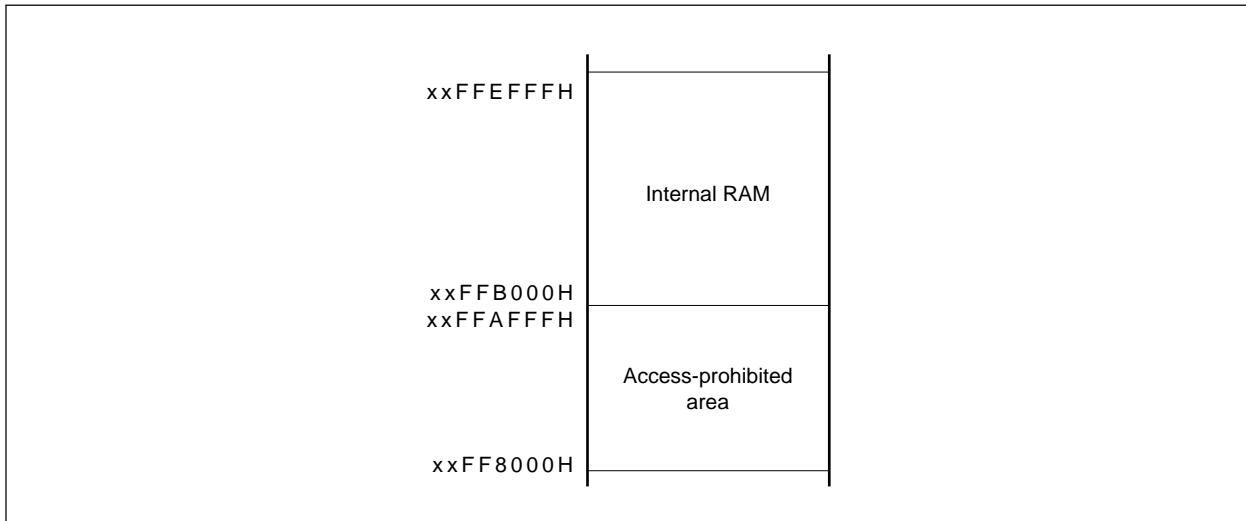 xxFFEFFFH
Internal RAM
xxFFB000H
xxFFAFFFH
Access-prohibited
area
xxFF8000H